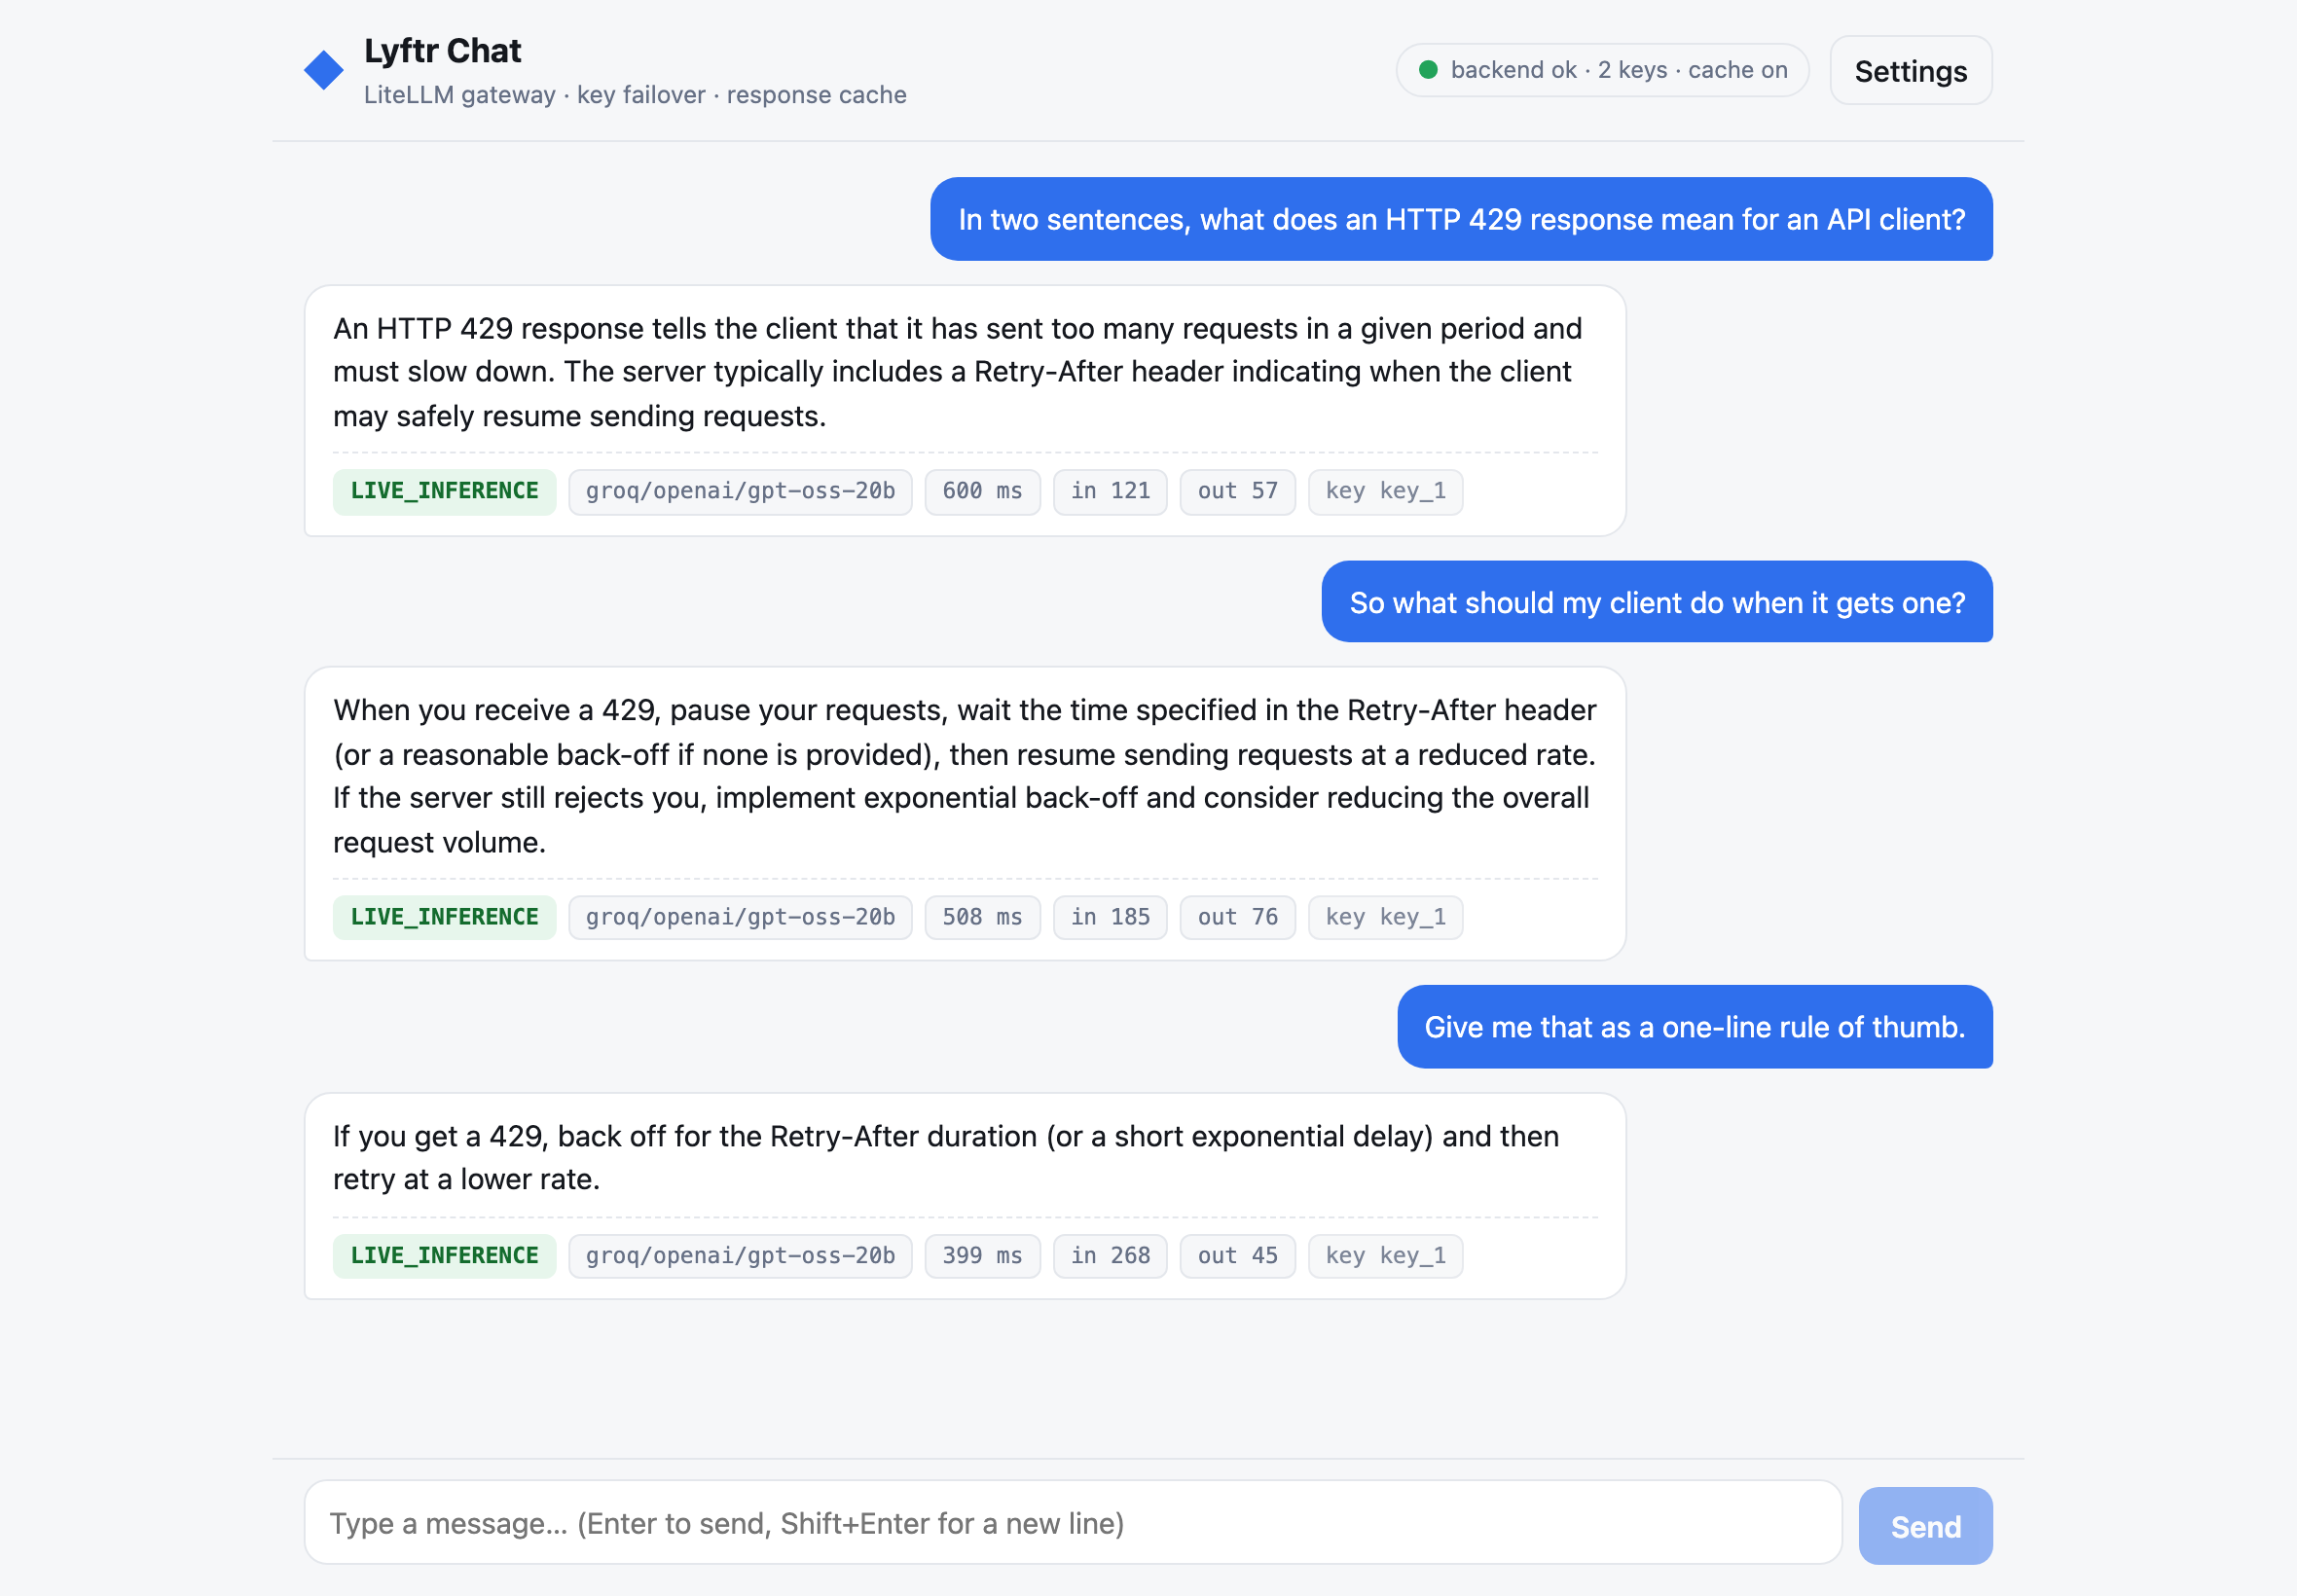 Lyftr Chat
LiteLLM gateway · key failover · response cache
backend ok · 2 keys · cache on
Settings
In two sentences, what does an HTTP 429 response mean for an API client?
An HTTP 429 response tells the client that it has sent too many requests in a given period and
must slow down. The server typically includes a Retry-After header indicating when the client
may safely resume sending requests.
LIVE_INFERENCE groq/openai/gpt-oss-20b 600 ms in 121 out 57 key key_1
So what should my client do when it gets one?
When you receive a 429, pause your requests, wait the time specified in the Retry-After header
(or a reasonable back-off if none is provided), then resume sending requests at a reduced rate.
If the server still rejects you, implement exponential back-off and consider reducing the overall
request volume.
LIVE_INFERENCE groq/openai/gpt-oss-20b 508 ms in 185 out 76 key key_1
Give me that as a one-line rule of thumb.
If you get a 429, back off for the Retry-After duration (or a short exponential delay) and then
retry at a lower rate.
LIVE_INFERENCE groq/openai/gpt-oss-20b 399 ms in 268 out 45 key key_1
Type a message... (Enter to send, Shift+Enter for a new line)
Send